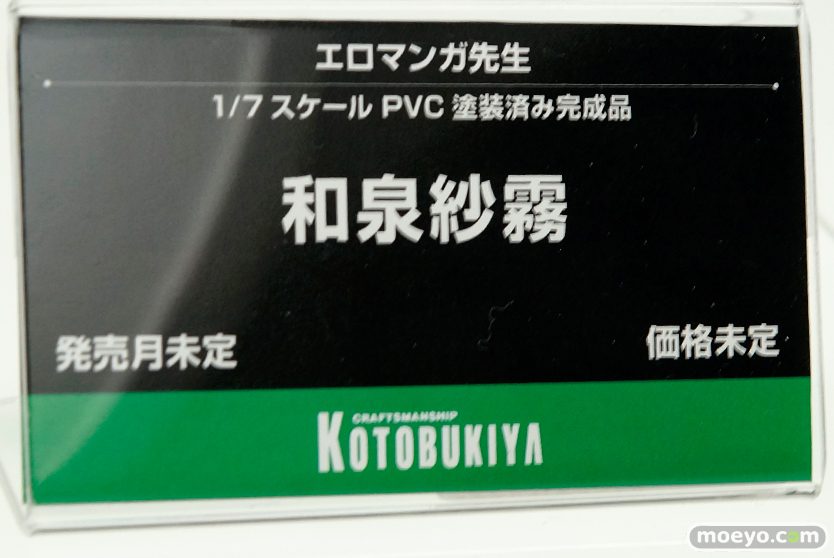 エロマンガ先生
1/7 スケール PVC 塗装済み完成品
和泉紗霧
発売月未定
価格未定
CRAFTSMANSHIP
KOTOBUKIYA
moeyo.com